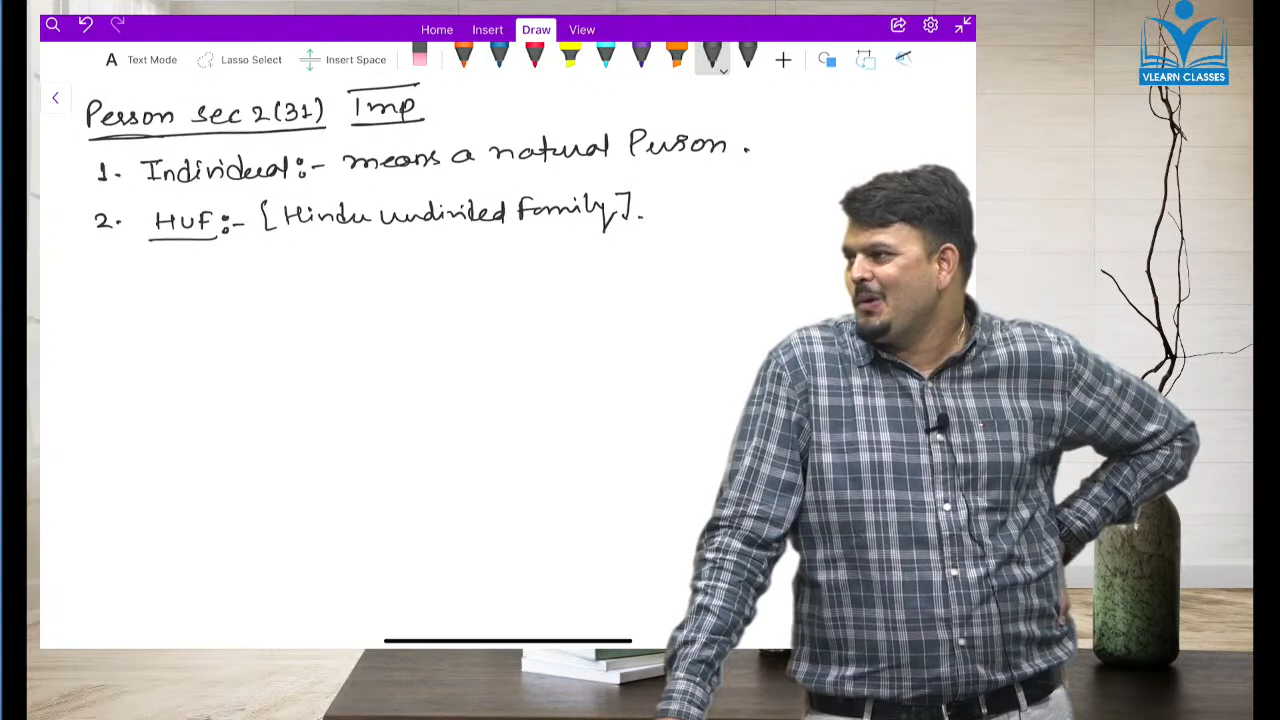 VLEARN CLASSES
Home Insert Draw View
A Text Mode Lasso Select Insert Space
Person sec 2(31) Imp
1. Individual:- means a natural Person.
2. HUF:- [Hindu undivided Family].